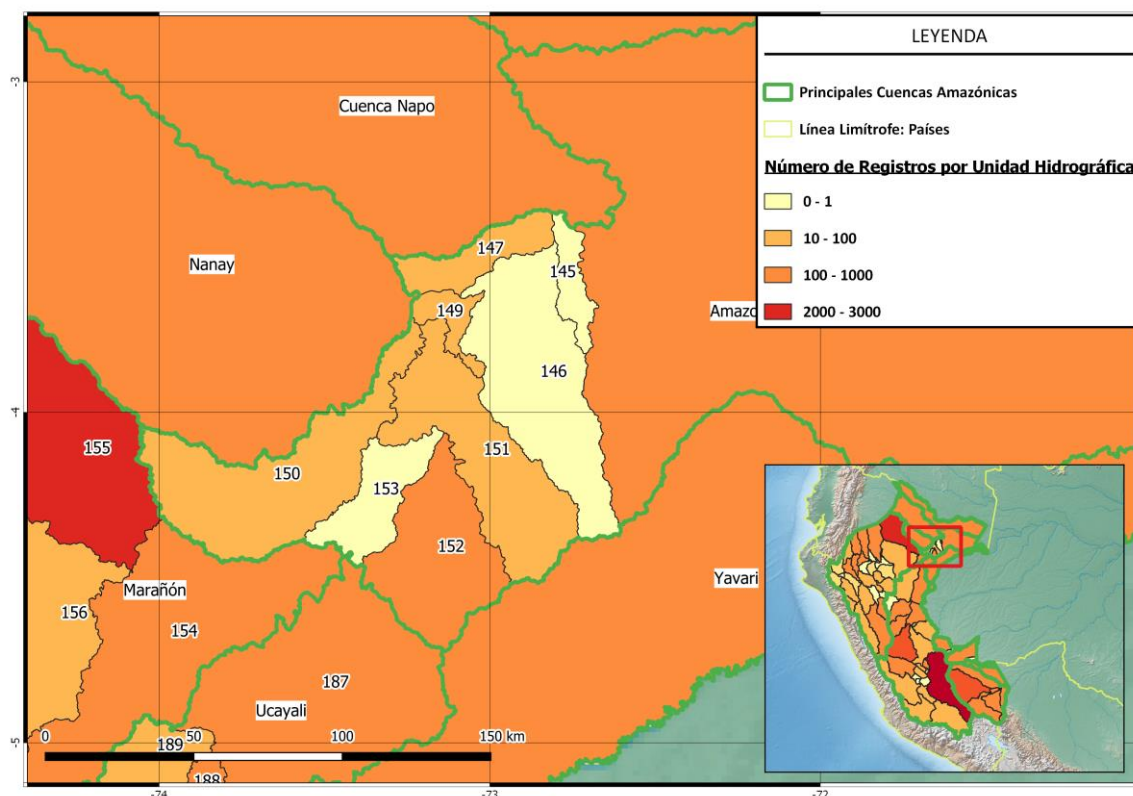 LEYENDA
Principales Cuencas Amazónicas
Línea Limítrofe: Países
Número de Registros por Unidad Hidrográfica
0 - 1
10 - 100
100 - 1000
2000 - 3000
-3
Cuenca Napo
147
Nanay
145
149
Amazo
146
-4
155
151
150
153
152
Yavari
Marañón
156
154
187
Ucayali
-5
0
50
100
150 km
189
188
-74
-73
-72